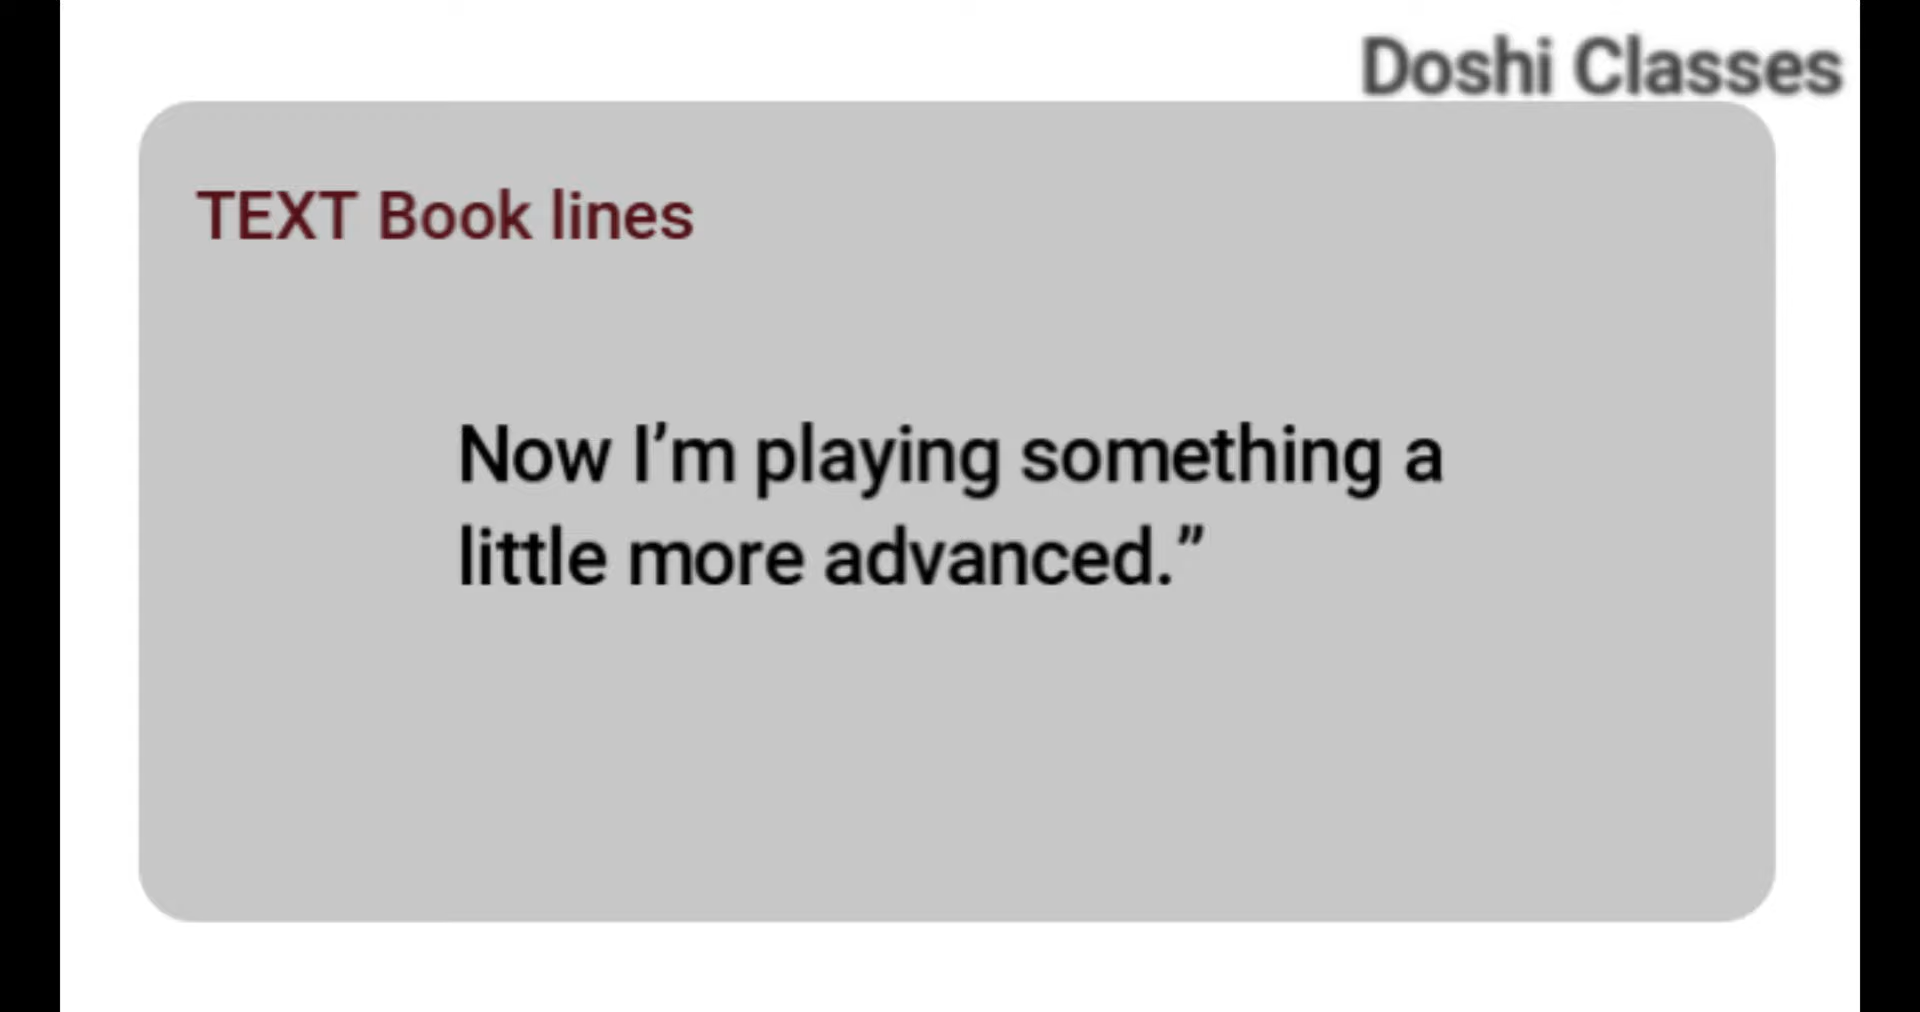 Doshi Classes
TEXT Book lines
Now I’m playing something a
little more advanced.”